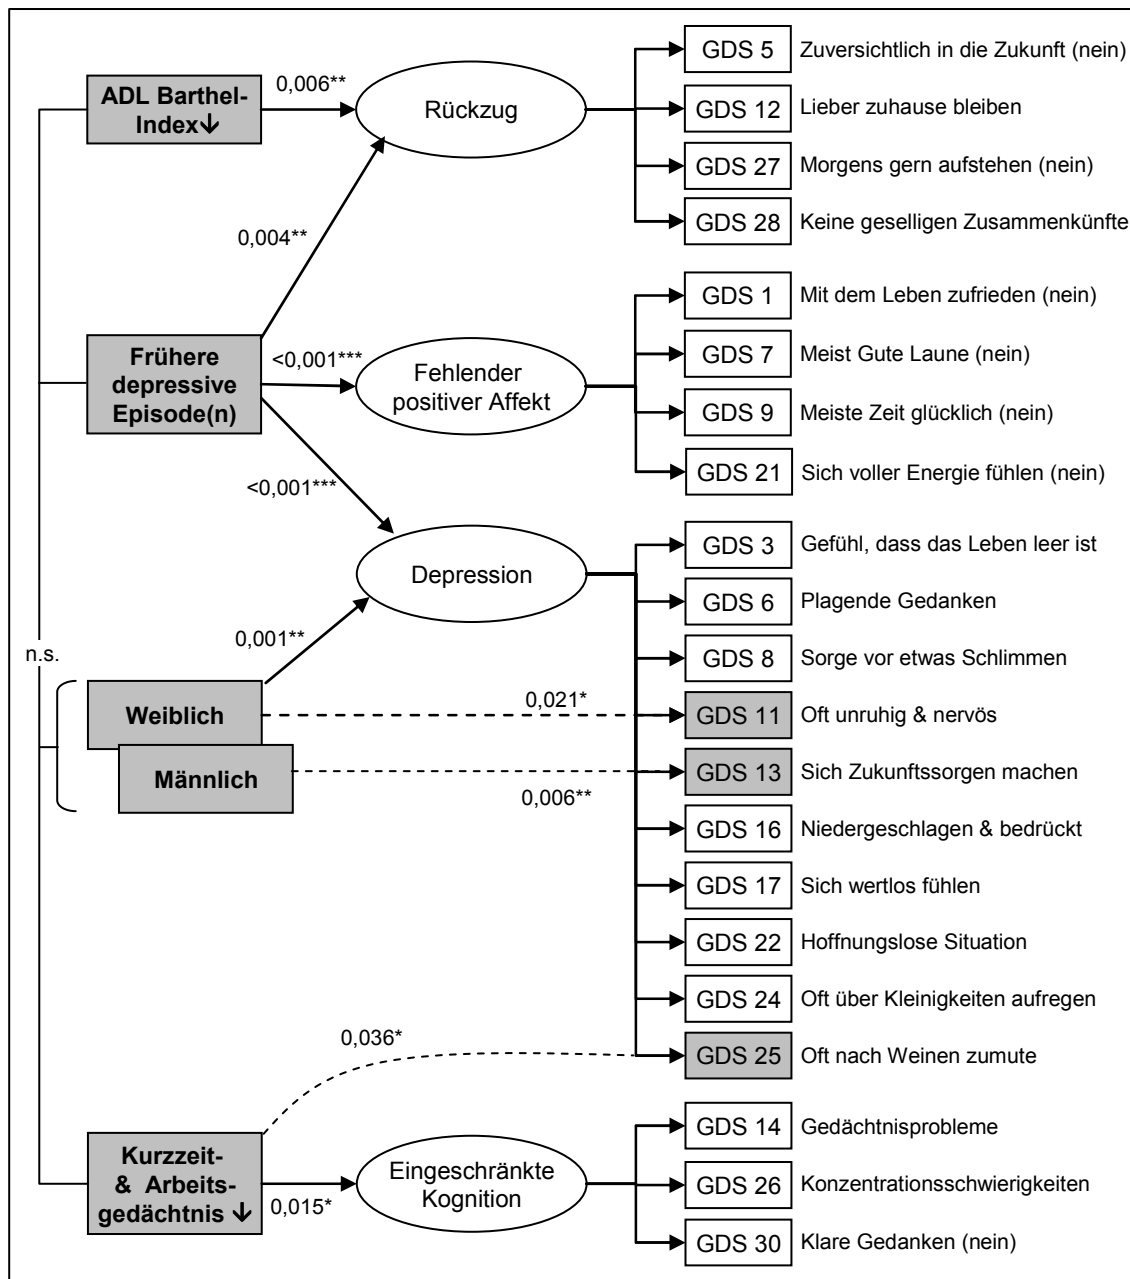 ADL Barthel-
Index↓
0,006**
Rückzug
GDS 5 Zuversichtlich in die Zukunft (nein)
GDS 12 Lieber zuhause bleiben
GDS 27 Morgens gern aufstehen (nein)
GDS 28 Keine geselligen Zusammenkünfte
0,004**
Frühere
depressive
Episode(n)
<0,001***
Fehlender
positiver Affekt
GDS 1 Mit dem Leben zufrieden (nein)
GDS 7 Meist Gute Laune (nein)
GDS 9 Meiste Zeit glücklich (nein)
GDS 21 Sich voller Energie fühlen (nein)
<0,001***
Depression
GDS 3 Gefühl, dass das Leben leer ist
GDS 6 Plagende Gedanken
GDS 8 Sorge vor etwas Schlimmen
GDS 11 Oft unruhig & nervös
GDS 13 Sich Zukunftssorgen machen
GDS 16 Niedergeschlagen & bedrückt
GDS 17 Sich wertlos fühlen
GDS 22 Hoffnungslose Situation
GDS 24 Oft über Kleinigkeiten aufregen
GDS 25 Oft nach Weinen zumute
0,001**
n.s.
Weiblich
0,021*
Männlich
0,006**
0,036*
Kurzzeit-
& Arbeits-
gedächtnis ↓
0,015*
Eingeschränkte
Kognition
GDS 14 Gedächtnisprobleme
GDS 26 Konzentrationsschwierigkeiten
GDS 30 Klare Gedanken (nein)